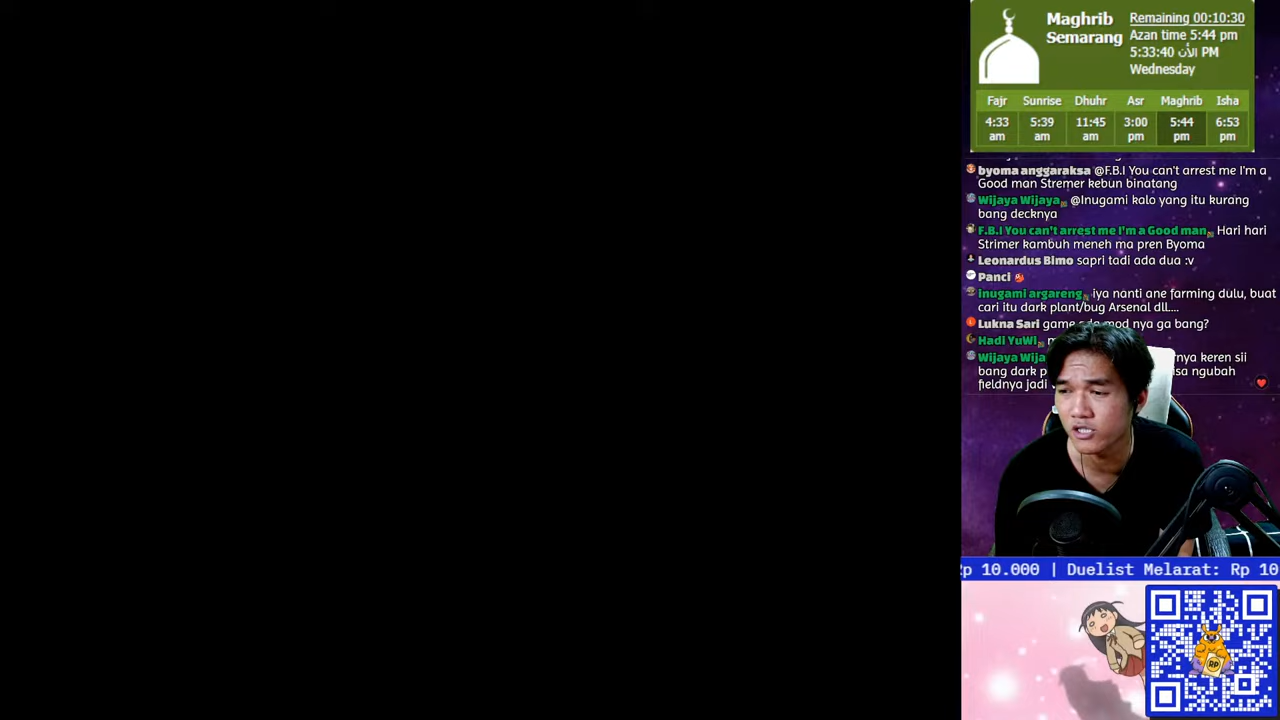 Maghrib
Semarang
Remaining 00:10:30
Azan time 5:44 pm
5:33:40 الأن PM
Wednesday
Fajr Sunrise Dhuhr Asr Maghrib Isha
4:33 5:39 11:45 3:00 5:44 6:53
am am am pm pm pm
byoma anggaraksa @F.B.I You can't arrest me I'm a
Good man Stremer kebun binatang
Wijaya Wijaya @Inugami kalo yang itu kurang
bang decknya
F.B.I You can't arrest me I'm a Good man Hari hari
Strimer kambuh meneh ma pren Byoma
Leonardus Bimo sapri tadi ada dua :v
Panci
inugami argareng iya nanti ane farming dulu, buat
cari itu dark plant/bug Arsenal dll....
Lukna Sari game mod nya ga bang?
Hadi YuWi
Wijaya keren sii
bang dark ngubah
fieldnya jadi
Rp 10.000 | Duelist Melarat: Rp 10
RP